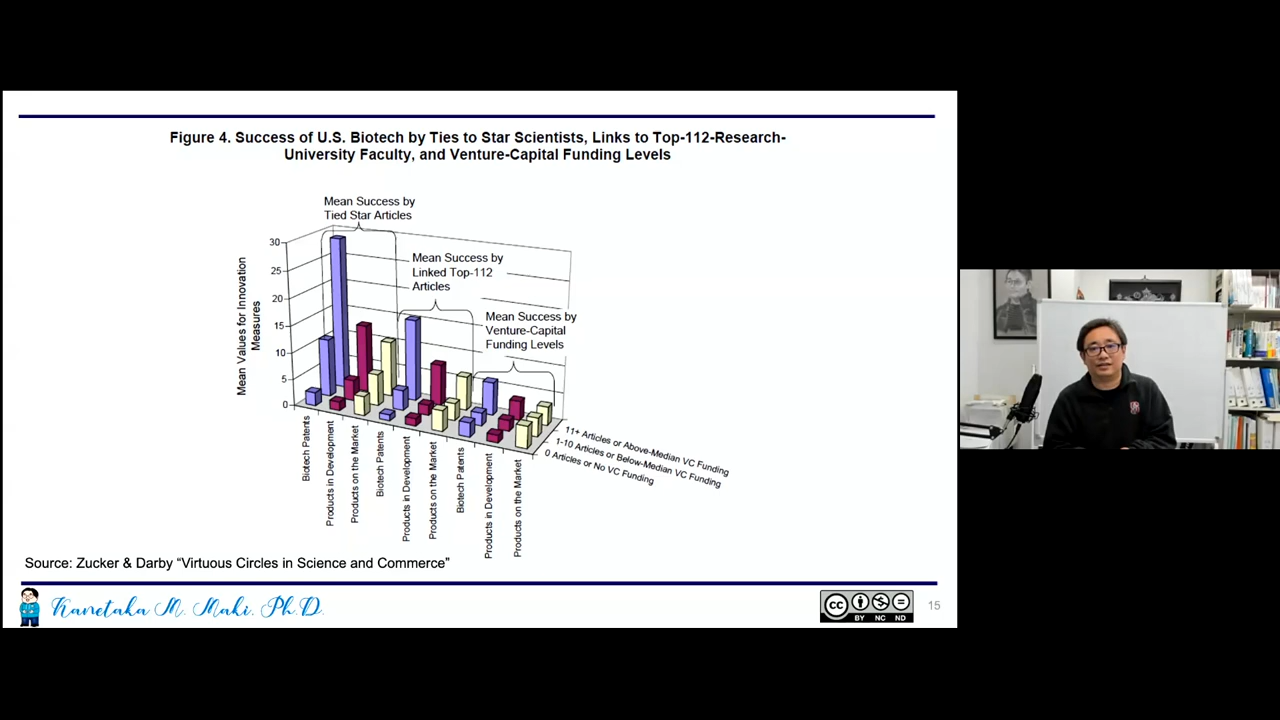 Figure 4. Success of U.S. Biotech by Ties to Star Scientists, Links to Top-112-Research-
University Faculty, and Venture-Capital Funding Levels
Mean Success by
Tied Star Articles
Mean Success by
Linked Top-112
Articles
Mean Success by
Venture-Capital
Funding Levels
Mean Values for Innovation
Measures
30
25
20
15
10
5
0
Biotech Patents
Products in Development
Products on the Market
Biotech Patents
Products in Development
Products on the Market
Biotech Patents
Products in Development
Products on the Market
11+ Articles or Above-Median VC Funding
1-10 Articles or Below-Median VC Funding
0 Articles or No VC Funding
Source: Zucker & Darby “Virtuous Circles in Science and Commerce”
Kanetaka M. Maki, Ph.D.
CC BY NC ND
15